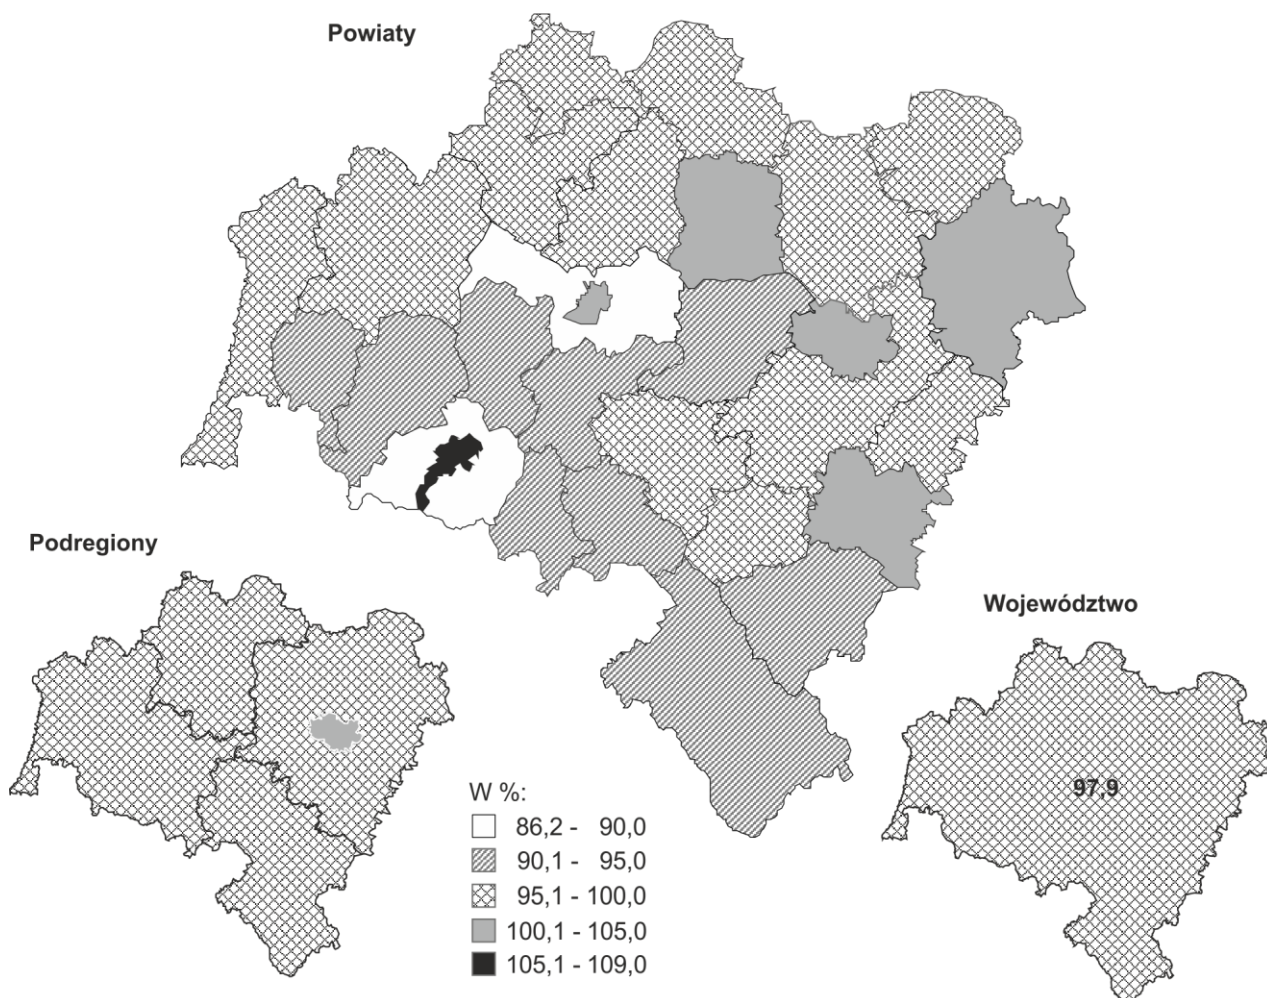 Powiaty
Podregiony
Województwo
97,9
W %:
86,2 - 90,0
90,1 - 95,0
95,1 - 100,0
100,1 - 105,0
105,1 - 109,0